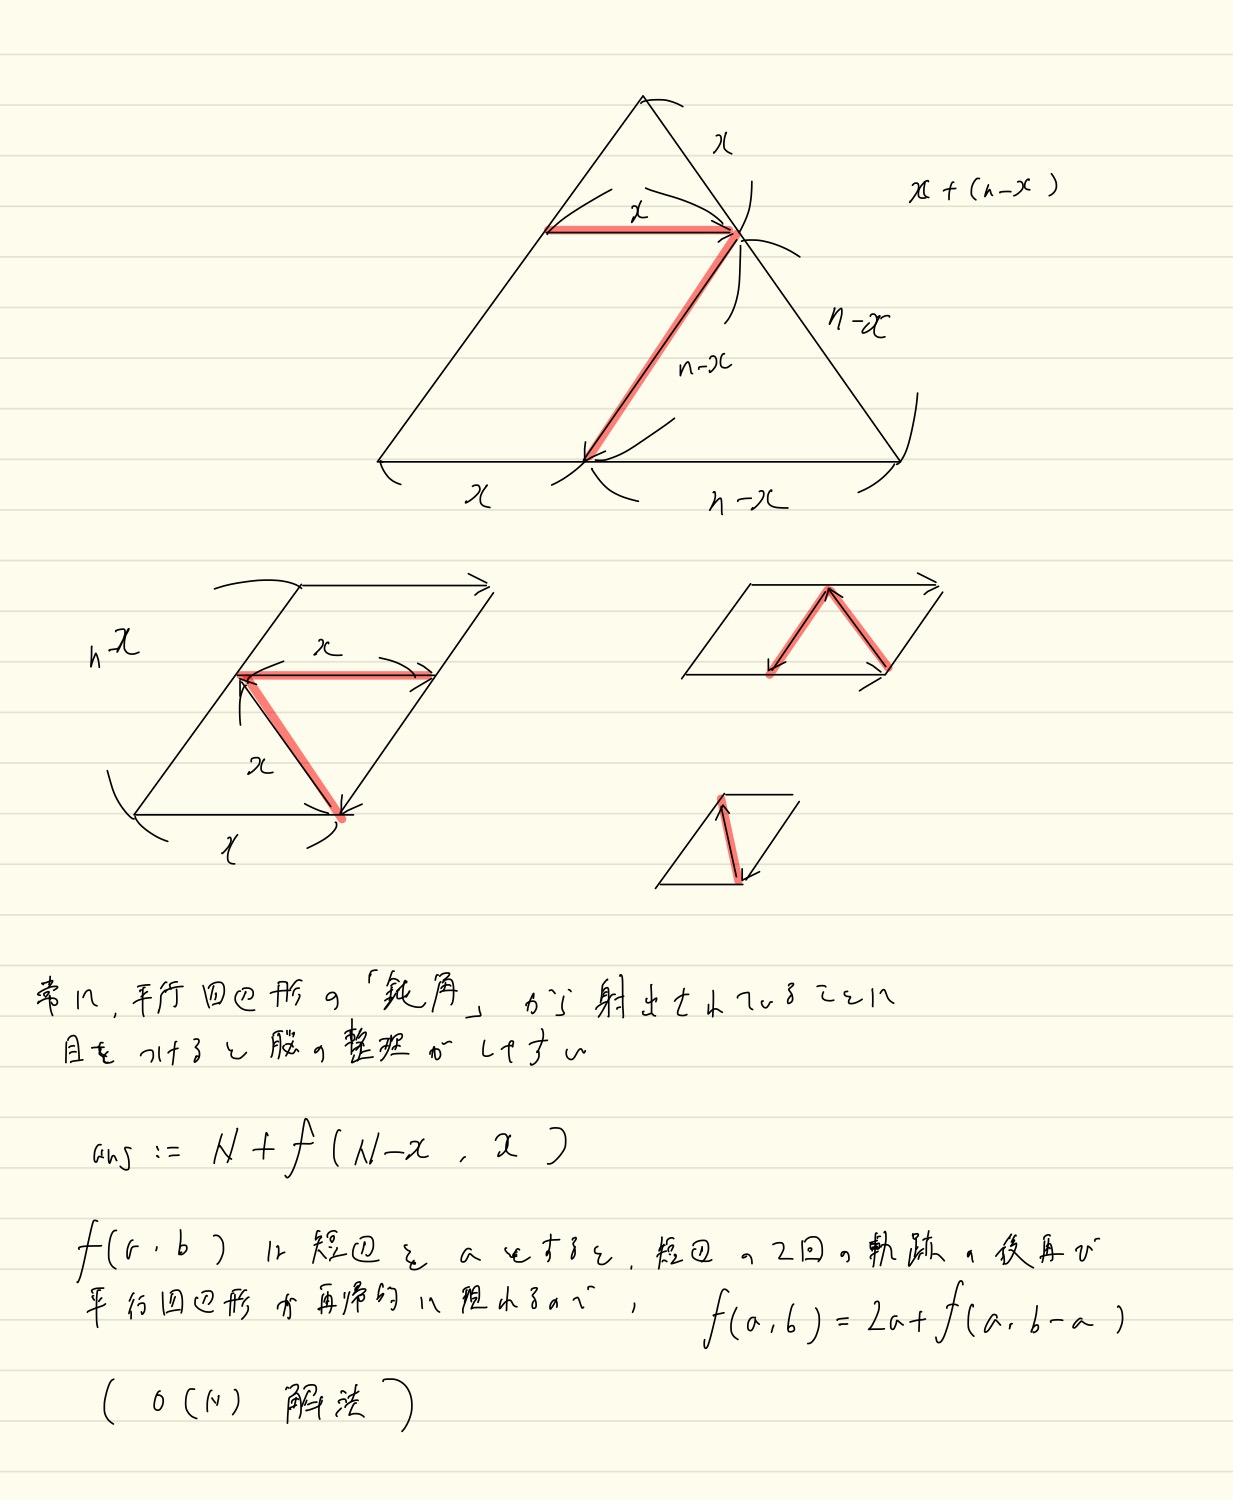 x
x
x + (n-x)
n-x
n-x
x
n-x
n-x
x
x
x
常に、平行四辺形の「鈍角」から射出されていることに
目をつけると脳の整理がしやすい
ans := N + f(N-x, x)
f(a, b) は短辺を a とすると、短辺の2回の軌跡の後再び
平行四辺形が再帰的に現れるので、 f(a,b) = 2a + f(a, b-a)
( O(N) 解法 )